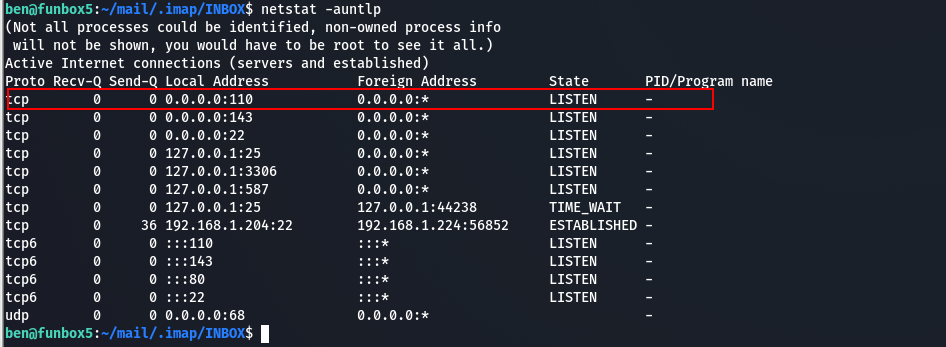 ben@funbox5:~/mail/.imap/INBOX$ netstat -auntlp
(Not all processes could be identified, non-owned process info
 will not be shown, you would have to be root to see it all.)
Active Internet connections (servers and established)
Proto Recv-Q Send-Q Local Address           Foreign Address         State       PID/Program name
tcp        0      0 0.0.0.0:110             0.0.0.0:*               LISTEN      -
tcp        0      0 0.0.0.0:143             0.0.0.0:*               LISTEN      -
tcp        0      0 0.0.0.0:22              0.0.0.0:*               LISTEN      -
tcp        0      0 127.0.0.1:25            0.0.0.0:*               LISTEN      -
tcp        0      0 127.0.0.1:3306          0.0.0.0:*               LISTEN      -
tcp        0      0 127.0.0.1:587           0.0.0.0:*               LISTEN      -
tcp        0      0 127.0.0.1:25            127.0.0.1:44238         TIME_WAIT   -
tcp        0     36 192.168.1.204:22        192.168.1.224:56852     ESTABLISHED -
tcp6       0      0 :::110                  :::*                    LISTEN      -
tcp6       0      0 :::143                  :::*                    LISTEN      -
tcp6       0      0 :::80                   :::*                    LISTEN      -
tcp6       0      0 :::22                   :::*                    LISTEN      -
udp        0      0 0.0.0.0:68              0.0.0.0:*                           -
ben@funbox5:~/mail/.imap/INBOX$